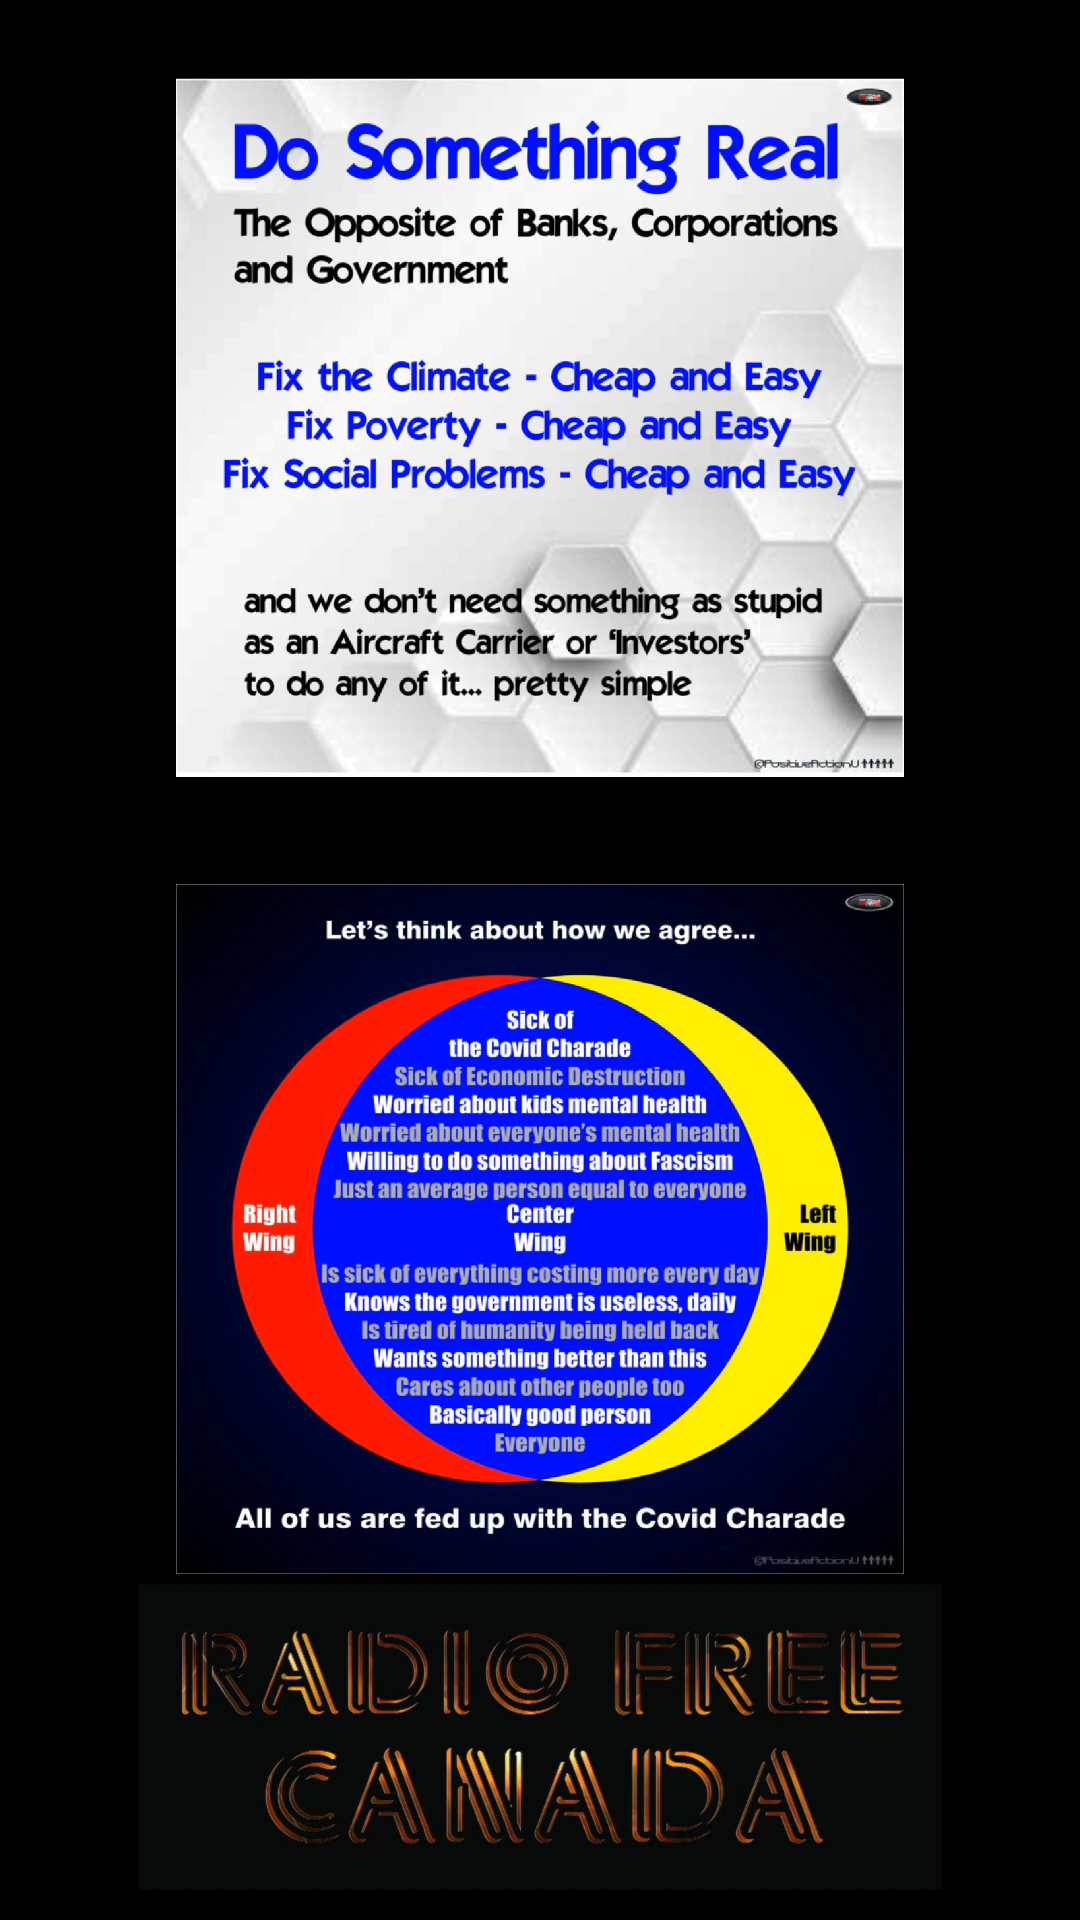 Do Something Real
The Opposite of Banks, Corporations
and Government
Fix the Climate - Cheap and Easy
Fix Poverty - Cheap and Easy
Fix Social Problems - Cheap and Easy
and we don't need something as stupid
as an Aircraft Carrier or 'Investors'
to do any of it... pretty simple
@PositiveActionU
Let's think about how we agree...
Sick of
the Covid Charade
Sick of Economic Destruction
Worried about kids mental health
Worried about everyone's mental health
Willing to do something about Fascism
Just an average person equal to everyone
Right
Wing
Center
Wing
Left
Wing
Is sick of everything costing more every day
Knows the government is useless, daily
Is tired of humanity being held back
Wants something better than this
Cares about other people too
Basically good person
Everyone
All of us are fed up with the Covid Charade
@PositiveActionU
RADIO FREE
CANADA